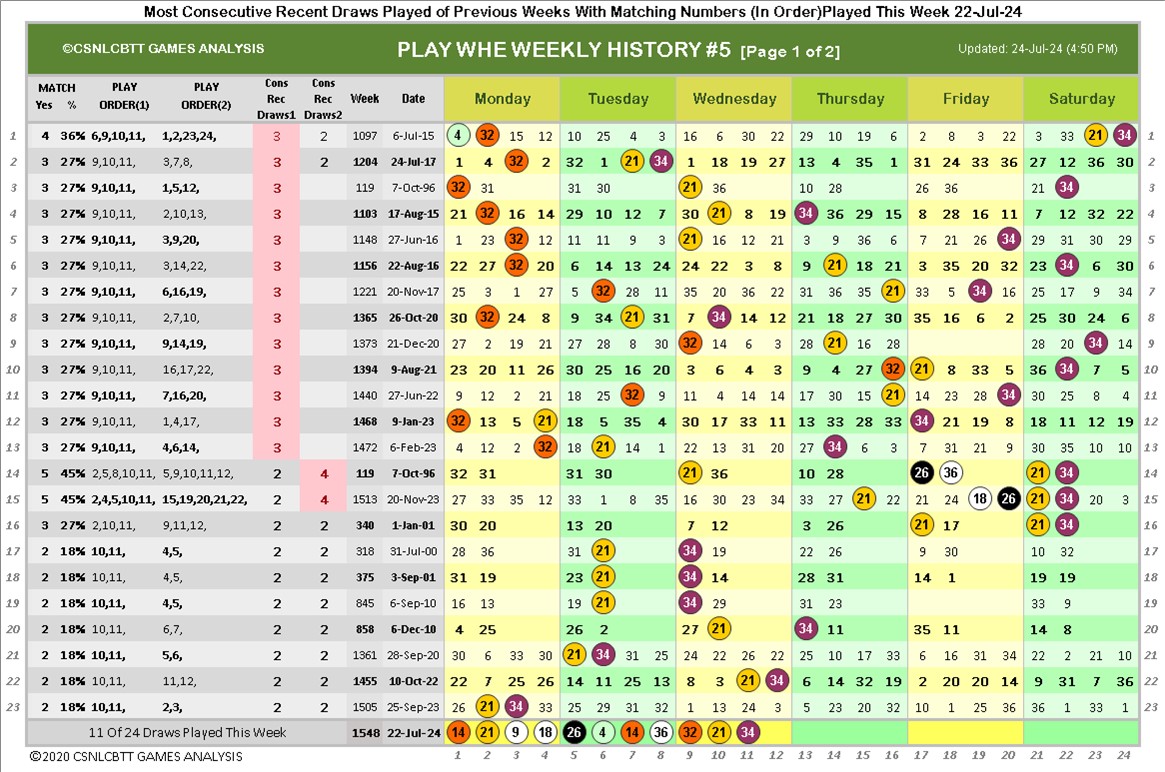 Most Consecutive Recent Draws Played of Previous Weeks With Matching Numbers (In Order)Played This Week 22-Jul-24
©CSNLCBTT GAMES ANALYSIS PLAY WHE WEEKLY HISTORY #5 [Page 1 of 2] Updated: 24-Jul-24 (4:50 PM)
MATCH Yes % PLAY ORDER(1) PLAY ORDER(2) Cons Rec Draws1 Cons Rec Draws2 Week Date Monday Tuesday Wednesday Thursday Friday Saturday
1 4 36% 6,9,10,11, 1,2,23,24, 3 2 1097 6-Jul-15 4 32 15 12 10 25 4 3 16 6 30 22 29 10 19 6 2 8 3 22 3 33 21 34 1
2 3 27% 9,10,11, 3,7,8, 3 2 1204 24-Jul-17 1 4 32 2 32 1 21 34 1 18 19 27 13 4 35 1 31 24 33 36 27 12 36 30 2
3 3 27% 9,10,11, 1,5,12, 3 119 7-Oct-96 32 31 31 30 21 36 10 28 26 36 21 34 3
4 3 27% 9,10,11, 2,10,13, 3 1103 17-Aug-15 21 32 16 14 29 10 12 7 30 21 8 19 34 36 29 15 8 28 16 11 7 12 32 22 4
5 3 27% 9,10,11, 3,9,20, 3 1148 27-Jun-16 1 23 32 12 11 11 9 3 21 16 12 21 3 9 36 6 7 21 26 34 29 31 30 29 5
6 3 27% 9,10,11, 3,14,22, 3 1156 22-Aug-16 22 27 32 20 6 14 13 24 24 22 3 8 9 21 18 21 3 35 20 32 23 34 6 30 6
7 3 27% 9,10,11, 6,16,19, 3 1221 20-Nov-17 25 3 1 27 5 32 28 11 35 20 36 22 31 36 35 21 33 5 34 16 25 17 9 34 7
8 3 27% 9,10,11, 2,7,10, 3 1365 26-Oct-20 30 32 24 8 9 34 21 31 7 34 14 12 21 18 27 30 35 16 6 2 25 30 24 6 8
9 3 27% 9,10,11, 9,14,19, 3 1373 21-Dec-20 27 2 19 21 27 28 8 30 32 14 6 3 28 21 16 28 28 20 34 14 9
10 3 27% 9,10,11, 16,17,22, 3 1394 9-Aug-21 23 20 11 26 30 25 16 20 3 6 4 3 9 4 27 32 21 8 33 5 36 34 7 5 10
11 3 27% 9,10,11, 7,16,20, 3 1440 27-Jun-22 9 12 2 21 18 25 32 9 11 4 14 14 17 30 15 21 14 23 28 34 30 25 8 4 11
12 3 27% 9,10,11, 1,4,17, 3 1468 9-Jan-23 32 13 5 21 18 5 35 4 30 17 33 11 13 33 28 33 34 21 19 8 18 11 12 19 12
13 3 27% 9,10,11, 4,6,14, 3 1472 6-Feb-23 4 12 2 32 18 21 14 1 22 13 31 20 27 34 13 6 7 31 21 9 30 35 10 10 13
14 5 45% 2,5,8,10,11, 5,9,10,11,12, 2 4 119 7-Oct-96 32 31 31 30 21 36 10 28 26 36 21 34 14
15 5 45% 2,4,5,10,11, 15,19,20,21,22, 2 4 1513 20-Nov-23 27 33 35 12 33 1 8 35 16 30 23 34 33 27 21 22 21 24 18 26 21 34 20 3 15
16 3 27% 2,10,11, 9,11,12, 2 2 340 1-Jan-01 30 20 13 20 7 12 3 26 21 17 21 34 16
17 2 18% 10,11, 4,5, 2 2 318 31-Jul-00 28 36 31 21 34 19 22 26 9 30 10 32 17
18 2 18% 10,11, 4,5, 2 2 375 3-Sep-01 31 19 23 21 34 14 28 31 14 1 19 19 18
19 2 18% 10,11, 4,5, 2 2 845 6-Sep-10 16 13 19 21 34 29 31 23 33 9 19
20 2 18% 10,11, 6,7, 2 2 858 6-Dec-10 4 25 26 2 27 21 34 11 35 11 14 8 20
21 2 18% 10,11, 5,6, 2 2 1361 28-Sep-20 30 6 33 30 21 34 31 25 24 22 26 22 25 10 17 33 6 16 31 34 22 2 21 10 21
22 2 18% 10,11, 11,12, 2 2 1455 10-Oct-22 22 7 25 26 14 11 25 13 8 3 21 34 6 14 32 19 2 20 20 14 9 31 7 36 22
23 2 18% 10,11, 2,3, 2 2 1505 25-Sep-23 26 21 34 33 25 29 31 32 1 13 24 3 5 23 20 17 10 1 25 36 36 1 33 1 23
11 Of 24 Draws Played This Week 1548 22-Jul-24 14 21 9 18 26 4 14 36 32 21 34
©2020 CSNLCBTT GAMES ANALYSIS 1 2 3 4 5 6 7 8 9 10 11 12 13 14 15 16 17 18 19 20 21 22 23 24